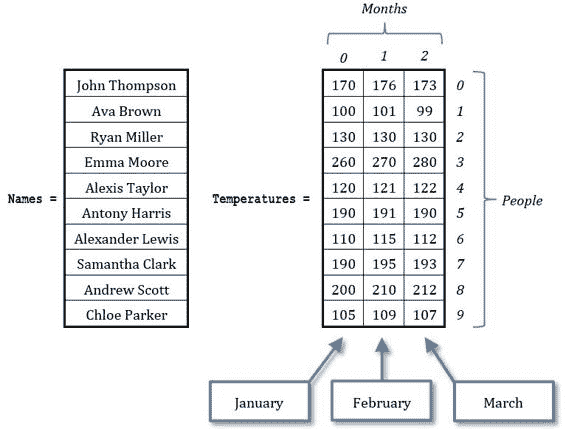 Months
0 1 2
John Thompson 170 176 173 0
Ava Brown 100 101 99 1
Ryan Miller 130 130 130 2
Emma Moore 260 270 280 3
Alexis Taylor 120 121 122 4
Names = Temperatures = People
Antony Harris 190 191 190 5
Alexander Lewis 110 115 112 6
Samantha Clark 190 195 193 7
Andrew Scott 200 210 212 8
Chloe Parker 105 109 107 9
January February March